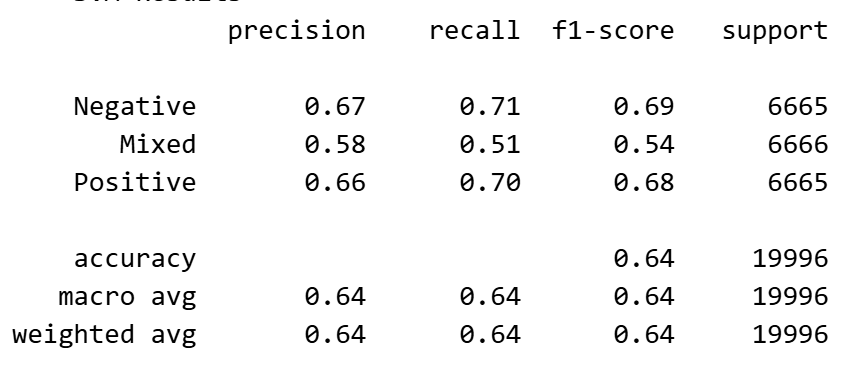 precision recall f1-score support
Negative 0.67 0.71 0.69 6665
Mixed 0.58 0.51 0.54 6666
Positive 0.66 0.70 0.68 6665
accuracy 0.64 19996
macro avg 0.64 0.64 0.64 19996
weighted avg 0.64 0.64 0.64 19996